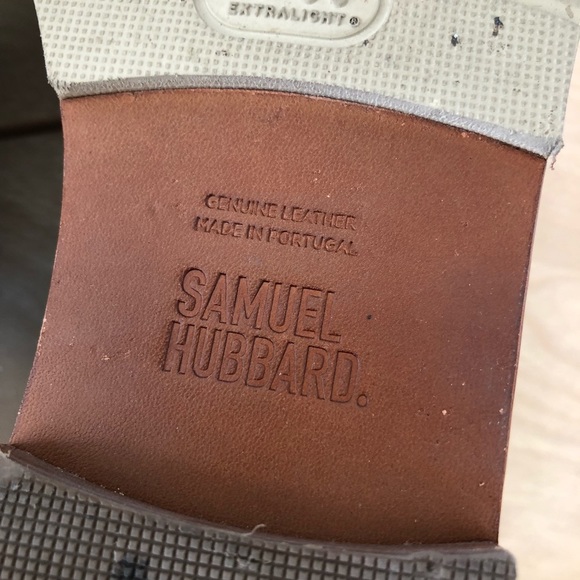 EXTRALIGHT®
GENUINE LEATHER
MADE IN PORTUGAL
SAMUEL
HUBBARD.